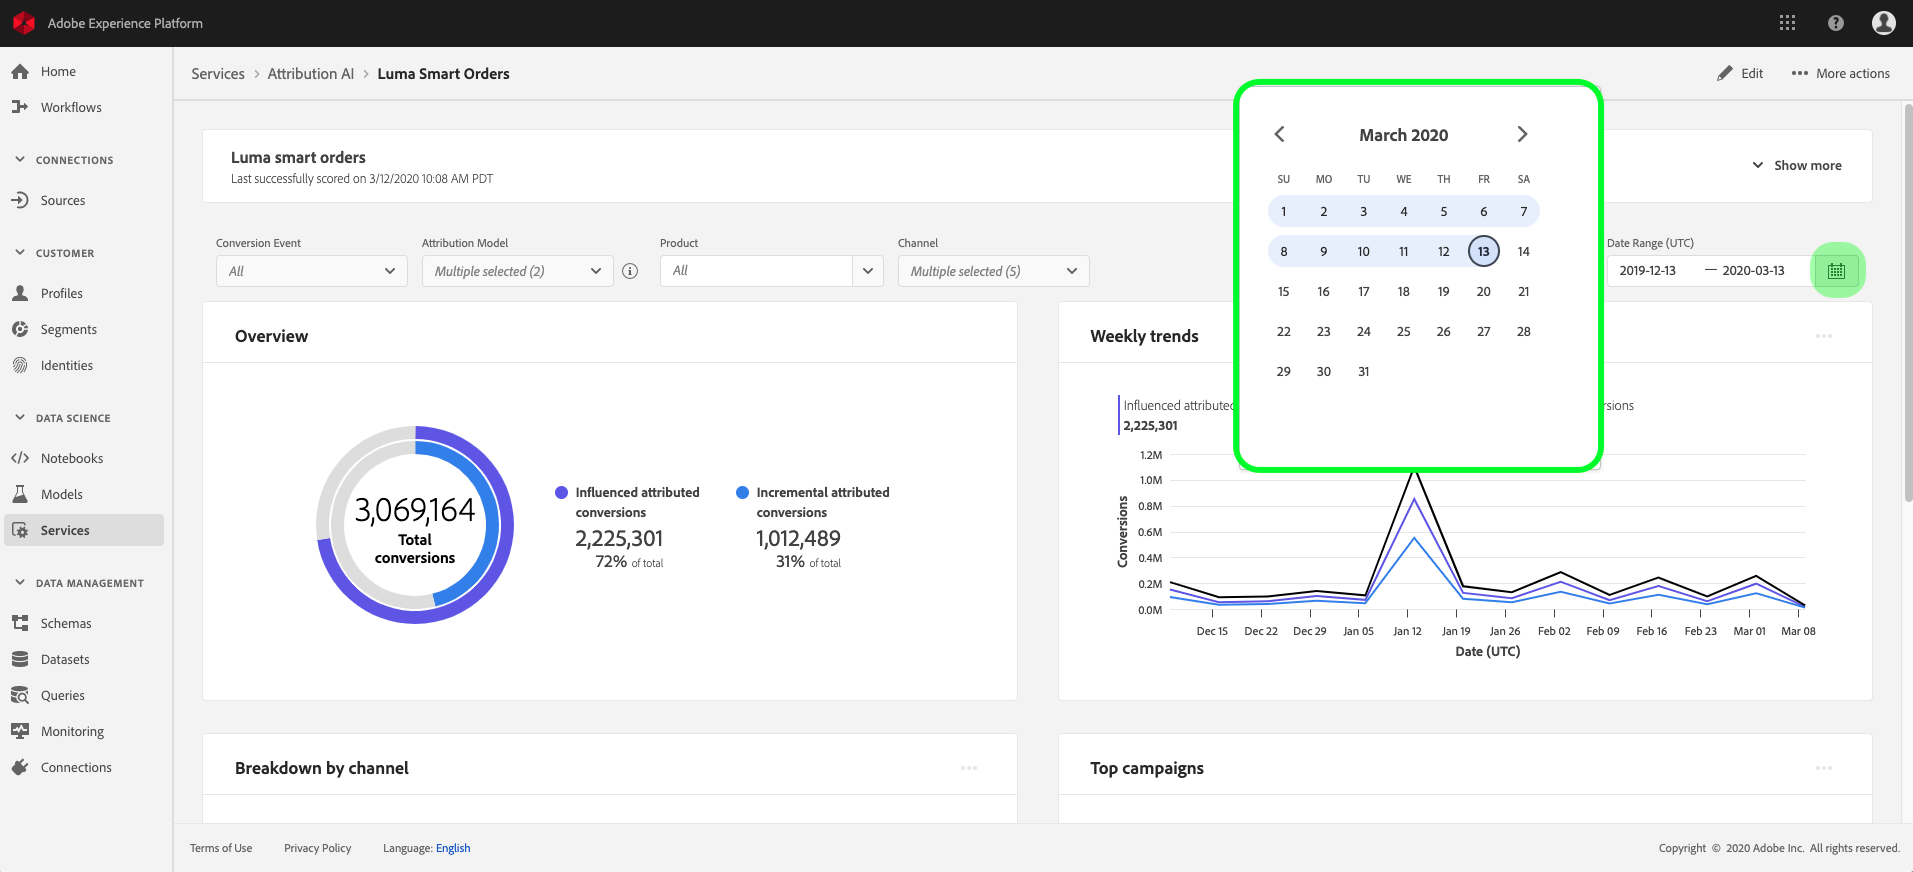 Adobe Experience Platform
Home
Workflows
CONNECTIONS
Sources
CUSTOMER
Profiles
Segments
Identities
DATA SCIENCE
Notebooks
Models
Services
DATA MANAGEMENT
Schemas
Datasets
Queries
Monitoring
Connections
Services > Attribution AI > Luma Smart Orders
Edit
More actions
Luma smart orders
Last successfully scored on 3/12/2020 10:08 AM PDT
Show more
Conversion Event
All
Attribution Model
Multiple selected (2)
Product
All
Channel
Multiple selected (5)
Date Range (UTC)
2019-12-13 — 2020-03-13
March 2020
SU MO TU WE TH FR SA
1 2 3 4 5 6 7
8 9 10 11 12 13 14
15 16 17 18 19 20 21
22 23 24 25 26 27 28
29 30 31
Overview
3,069,164
Total
conversions
Influenced attributed
conversions
2,225,301
72% of total
Incremental attributed
conversions
1,012,489
31% of total
Weekly trends
Influenced attributed
2,225,301
1.2M
1.0M
0.8M
0.6M
0.4M
0.2M
0.0M
Conversions
Dec 15 Dec 22 Dec 29 Jan 05 Jan 12 Jan 19 Jan 26 Feb 02 Feb 09 Feb 16 Feb 23 Mar 01 Mar 08
Date (UTC)
Breakdown by channel
Top campaigns
Terms of Use
Privacy Policy
Language: English
Copyright © 2020 Adobe Inc. All rights reserved.